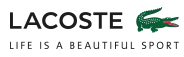 LACOSTE
LIFE IS A BEAUTIFUL SPORT